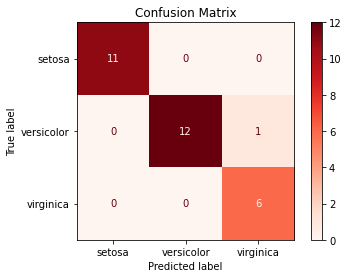 Confusion Matrix
setosa 11 0 0
versicolor 0 12 1
virginica 0 0 6
setosa versicolor virginica
Predicted label
True label
12
10
8
6
4
2
0